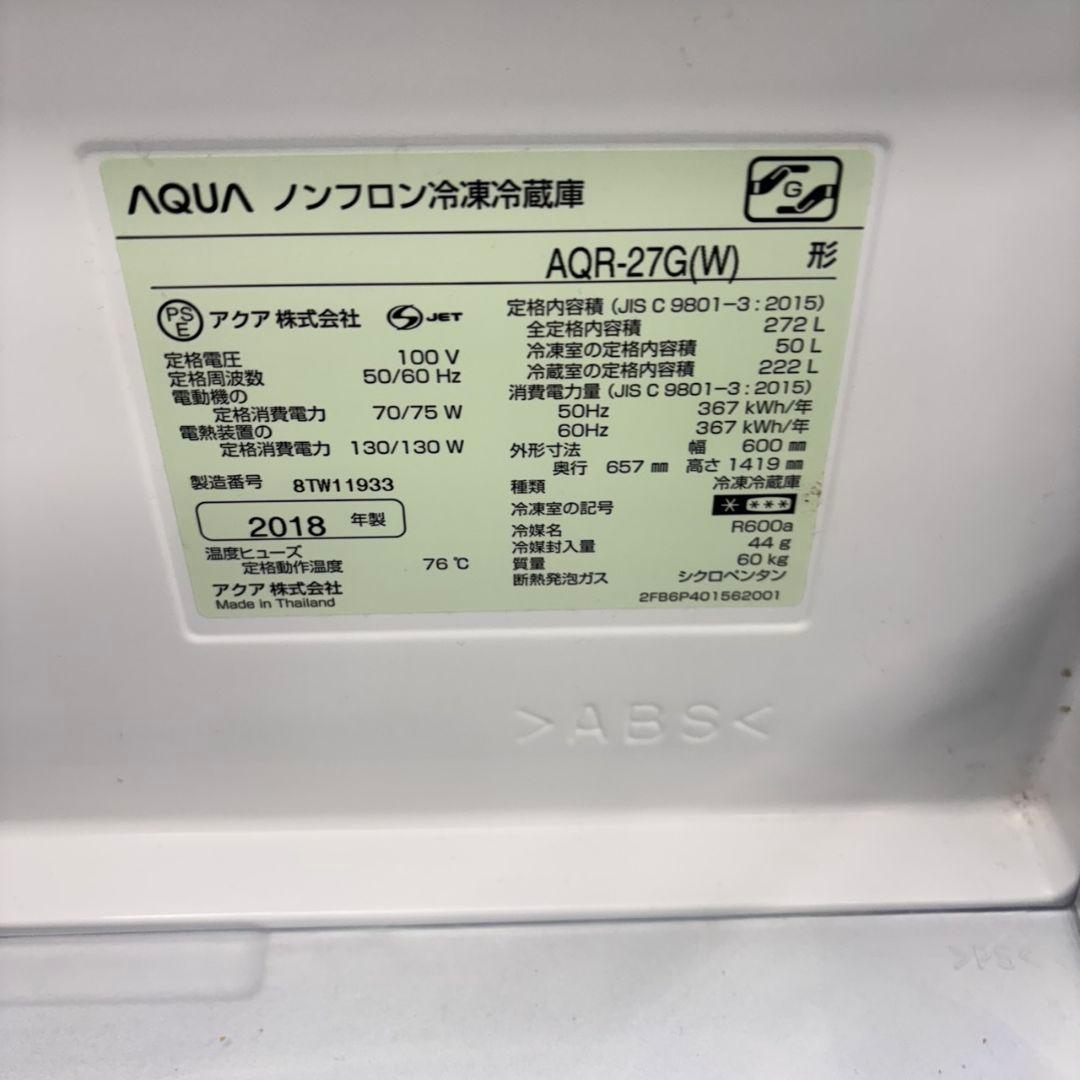 AQUA ノンフロン冷凍冷蔵庫
G
AQR-27G(W) 形
PS
E
アクア株式会社
S JET
定格電圧 100 V
定格周波数 50/60 Hz
電動機の
定格消費電力 70/75 W
電熱装置の
定格消費電力 130/130 W
製造番号 8TW11933
2018 年製
温度ヒューズ
定格動作温度 76 ℃
アクア株式会社
Made in Thailand
定格内容積 (JIS C 9801-3:2015)
全定格内容積 272 L
冷凍室の定格内容積 50 L
冷蔵室の定格内容積 222 L
消費電力量 (JIS C 9801-3:2015)
50Hz 367 kWh/年
60Hz 367 kWh/年
外形寸法 幅 600 ㎜
奥行 657 ㎜ 高さ 1419 ㎜
種類 冷凍冷蔵庫
冷凍室の記号 * ***
冷媒名 R600a
冷媒封入量 44 g
質量 60 kg
断熱発泡ガス シクロペンタン
2FB6P401562001
>ABS<